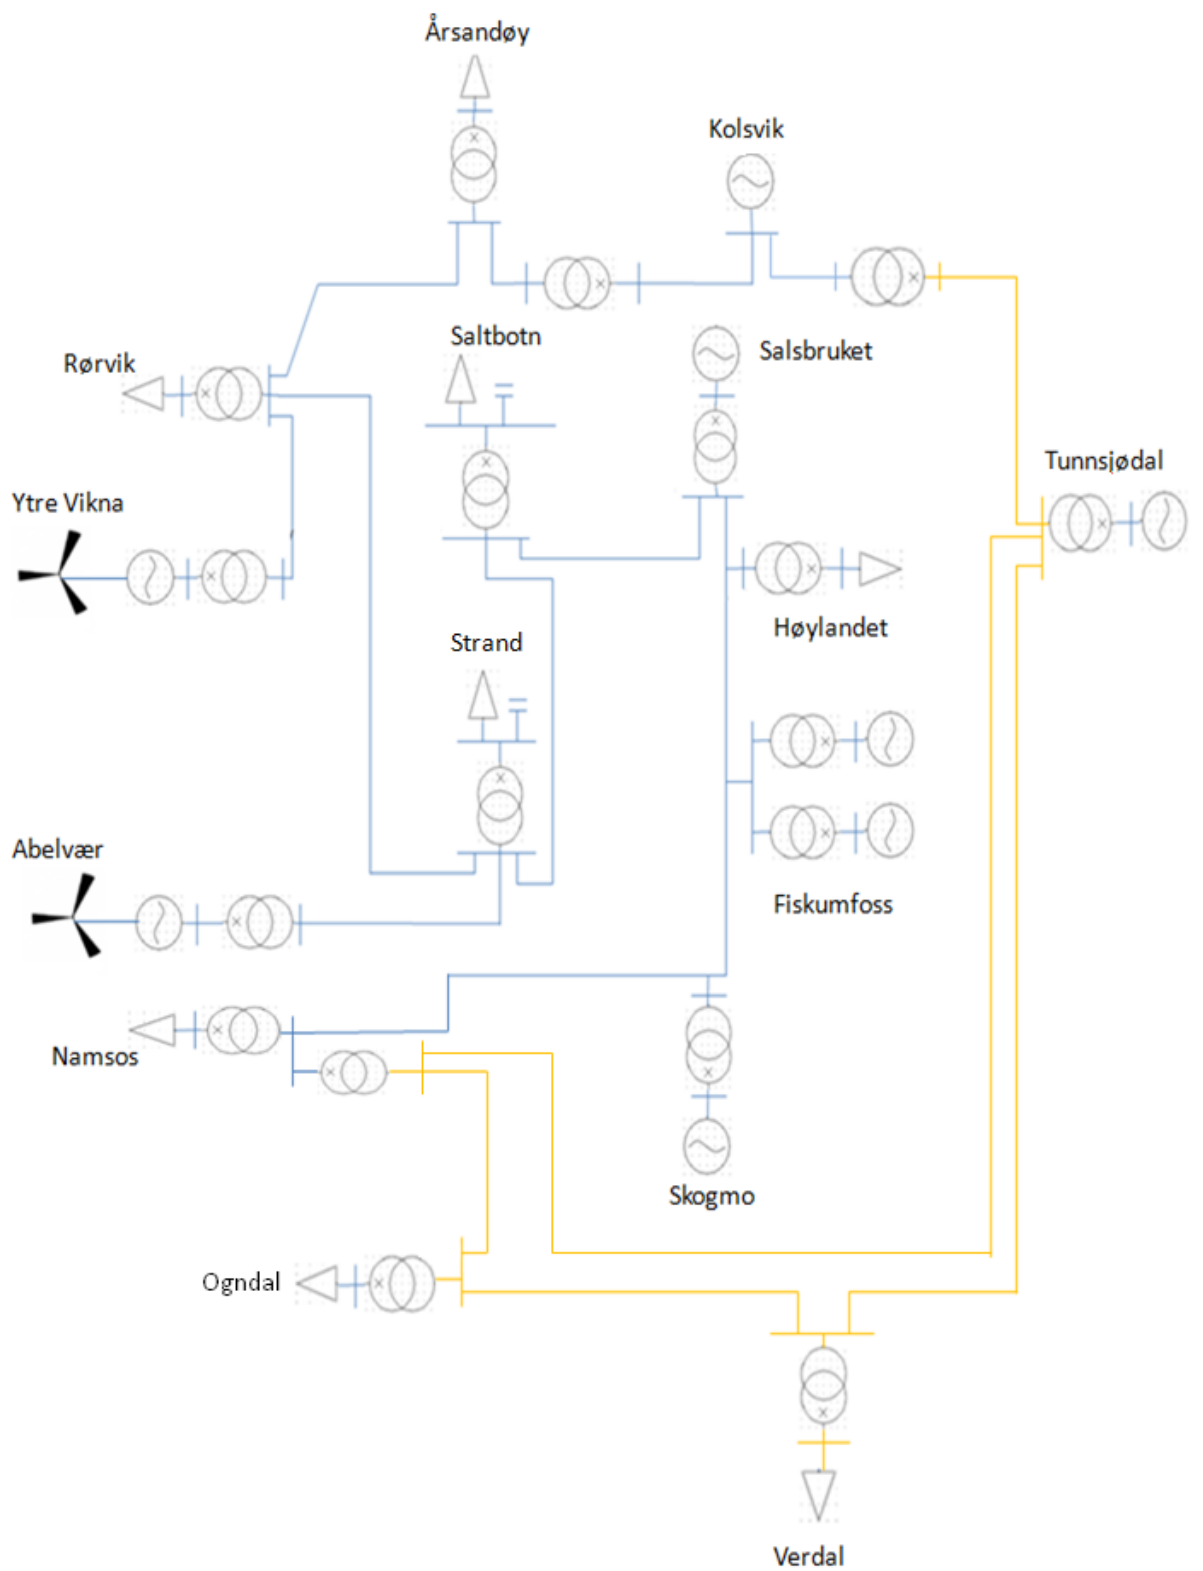 Årsandøy
Kolsvik
Saltbotn
Salsbruket
Rørvik
Tunnsjødal
Ytre Vikna
Høylandet
Strand
Abelvær
Fiskumfoss
Namsos
Skogmo
Ogndal
Verdal